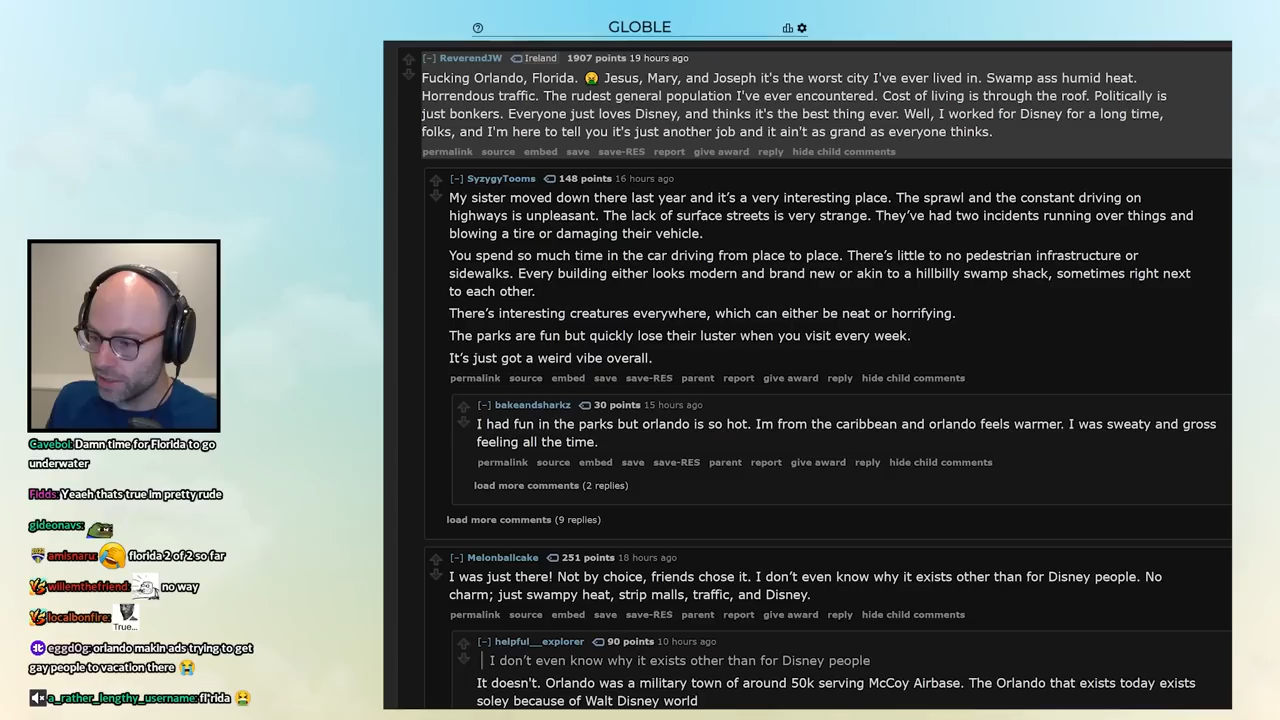 GLOBLE
[–] ReverendJW Ireland 1907 points 19 hours ago
Fucking Orlando, Florida. 🤮 Jesus, Mary, and Joseph it's the worst city I've ever lived in. Swamp ass humid heat.
Horrendous traffic. The rudest general population I've ever encountered. Cost of living is through the roof. Politically is
just bonkers. Everyone just loves Disney, and thinks it's the best thing ever. Well, I worked for Disney for a long time,
folks, and I'm here to tell you it's just another job and it ain't as grand as everyone thinks.
permalink source embed save save-RES report give award reply hide child comments
[–] SyzygyTooms 148 points 16 hours ago
My sister moved down there last year and it's a very interesting place. The sprawl and the constant driving on
highways is unpleasant. The lack of surface streets is very strange. They've had two incidents running over things and
blowing a tire or damaging their vehicle.
You spend so much time in the car driving from place to place. There's little to no pedestrian infrastructure or
sidewalks. Every building either looks modern and brand new or akin to a hillbilly swamp shack, sometimes right next
to each other.
There's interesting creatures everywhere, which can either be neat or horrifying.
The parks are fun but quickly lose their luster when you visit every week.
It's just got a weird vibe overall.
permalink source embed save save-RES parent report give award reply hide child comments
[–] bakeandsharkz 30 points 15 hours ago
I had fun in the parks but orlando is so hot. Im from the caribbean and orlando feels warmer. I was sweaty and gross
feeling all the time.
permalink source embed save save-RES parent report give award reply hide child comments
load more comments (2 replies)
load more comments (9 replies)
[–] Melonballcake 251 points 18 hours ago
I was just there! Not by choice, friends chose it. I don't even know why it exists other than for Disney people. No
charm; just swampy heat, strip malls, traffic, and Disney.
permalink source embed save save-RES parent report give award reply hide child comments
[–] helpful__explorer 90 points 10 hours ago
I don't even know why it exists other than for Disney people
It doesn't. Orlando was a military town of around 50k serving McCoy Airbase. The Orlando that exists today exists
soley because of Walt Disney world
Cavebol: Damn time for Florida to go
underwater
Fidds: Yeaeh thats true im pretty rude
gideonavs:
amisnaru: 🤣 florida 2 of 2 so far
willemthefriend: no way
localbonfire: True...
eggd0g: orlando makin ads trying to get
gay people to vacation there 😭
a_rather_lengthy_username: fl*rida 🤮